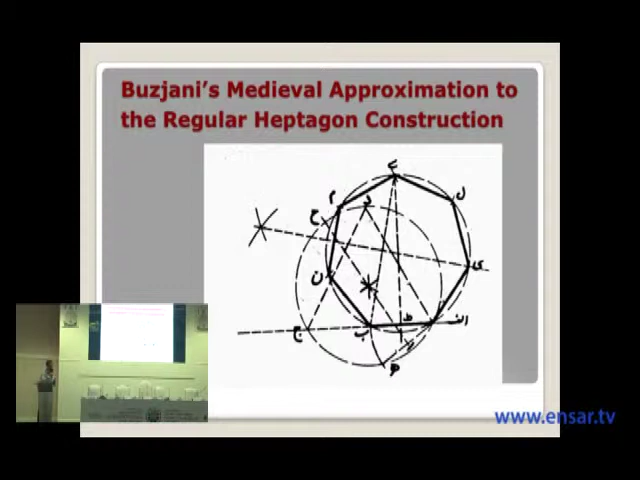 Buzjani's Medieval Approximation to
the Regular Heptagon Construction
www.ensar.tv